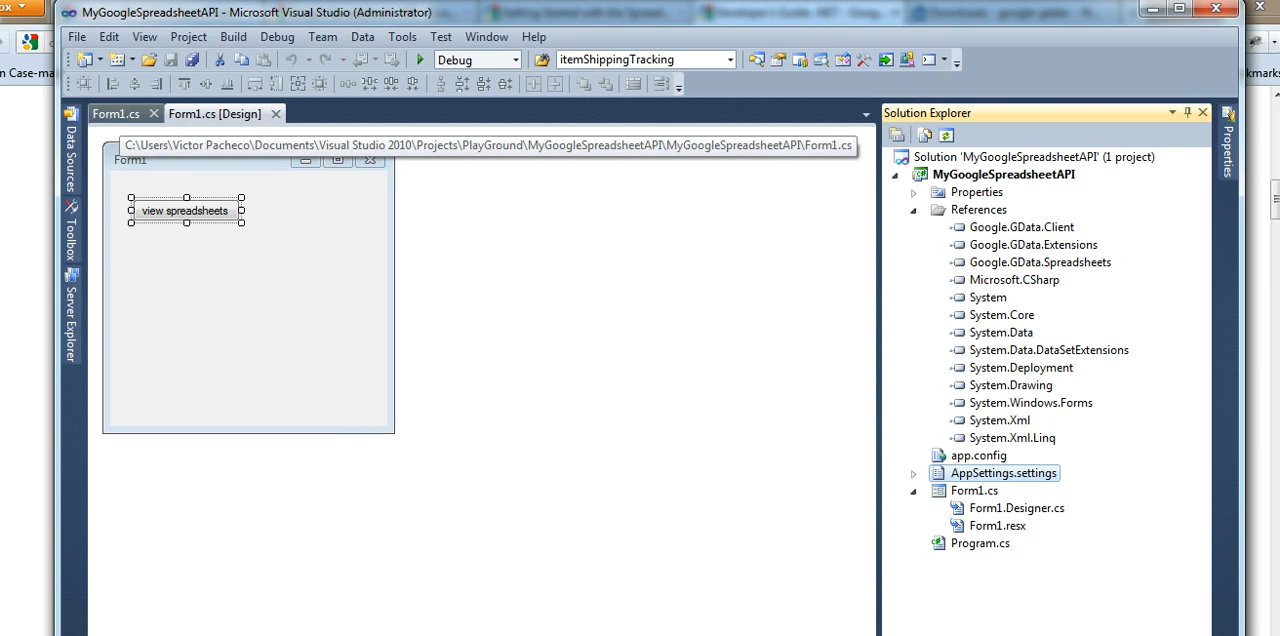 ox
MyGoogleSpreadsheetAPI - Microsoft Visual Studio (Administrator)
File Edit View Project Build Debug Team Data Tools Test Window Help
Debug
itemShippingTracking
n Case-ma
kmarks
Form1.cs
Form1.cs [Design]
Solution Explorer
C:\Users\Victor Pacheco\Documents\Visual Studio 2010\Projects\PlayGround\MyGoogleSpreadsheetAPI\MyGoogleSpreadsheetAPI\Form1.cs
Form1
view spreadsheets
Data Sources
Toolbox
Server Explorer
Solution 'MyGoogleSpreadsheetAPI' (1 project)
MyGoogleSpreadsheetAPI
Properties
References
Google.GData.Client
Google.GData.Extensions
Google.GData.Spreadsheets
Microsoft.CSharp
System
System.Core
System.Data
System.Data.DataSetExtensions
System.Deployment
System.Drawing
System.Windows.Forms
System.Xml
System.Xml.Linq
app.config
AppSettings.settings
Form1.cs
Form1.Designer.cs
Form1.resx
Program.cs
Properties